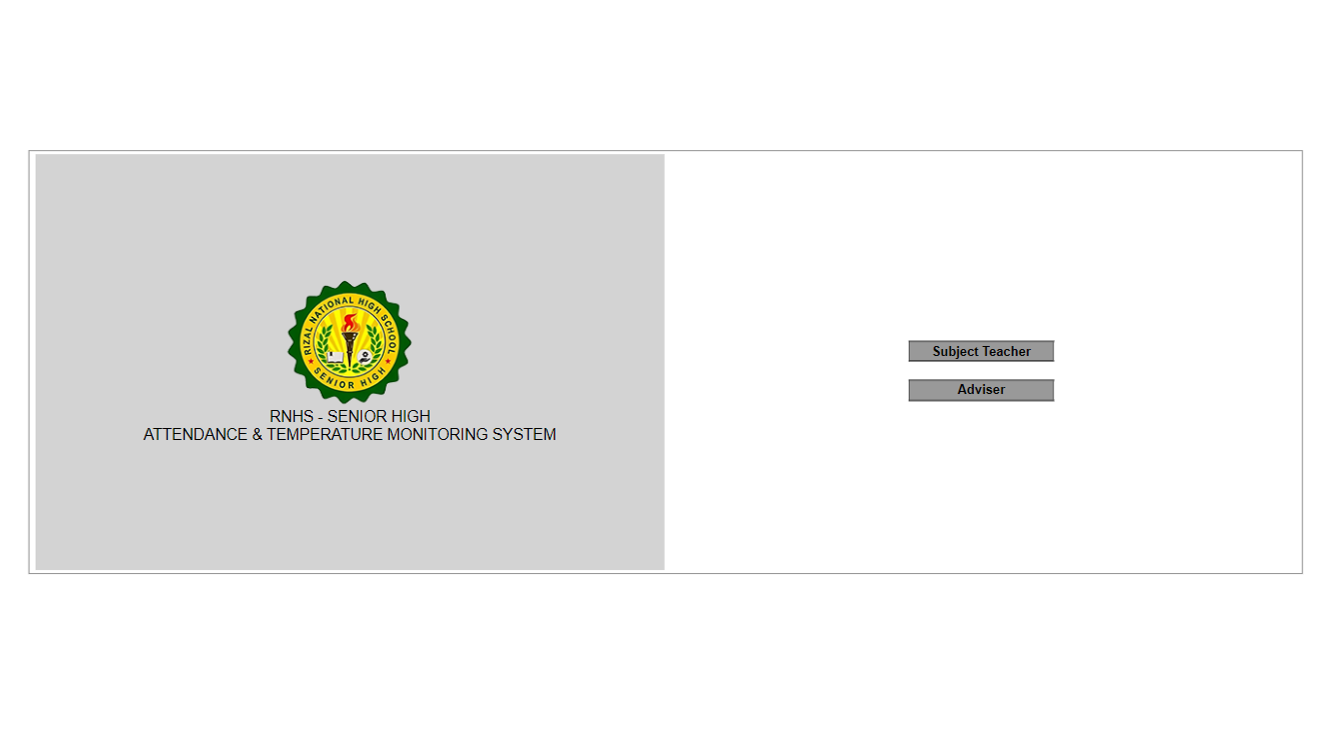 RIZAL NATIONAL HIGH SCHOOL
SENIOR HIGH
RNHS - SENIOR HIGH
ATTENDANCE & TEMPERATURE MONITORING SYSTEM
Subject Teacher
Adviser